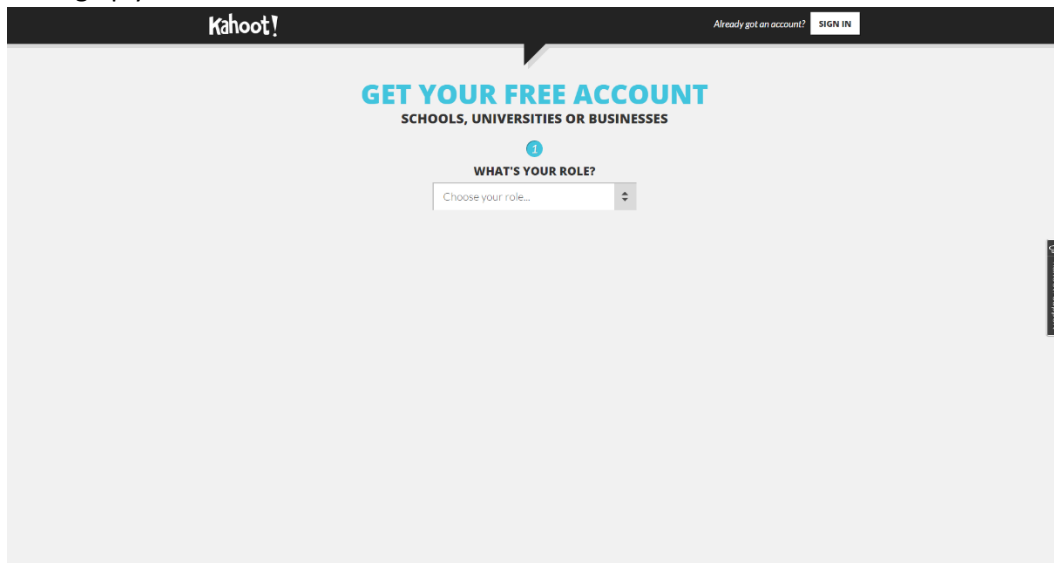 Kahoot!
Already got an account? SIGN IN
GET YOUR FREE ACCOUNT
SCHOOLS, UNIVERSITIES OR BUSINESSES
1
WHAT'S YOUR ROLE?
Choose your role...